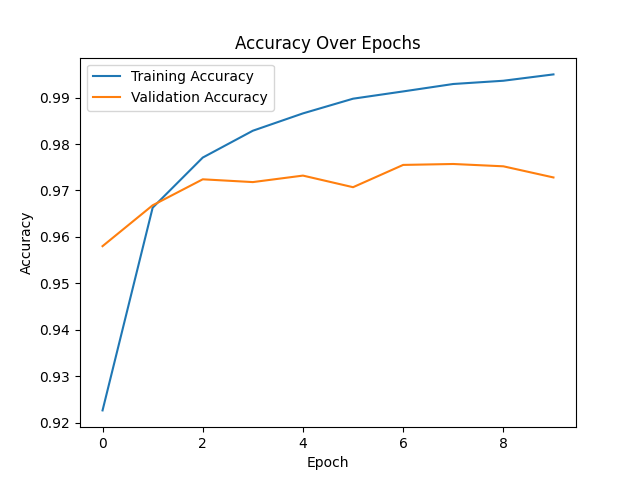 Accuracy Over Epochs
Training Accuracy
Validation Accuracy
0.99
0.98
0.97
0.96
0.95
0.94
0.93
0.92
Accuracy
0 2 4 6 8
Epoch